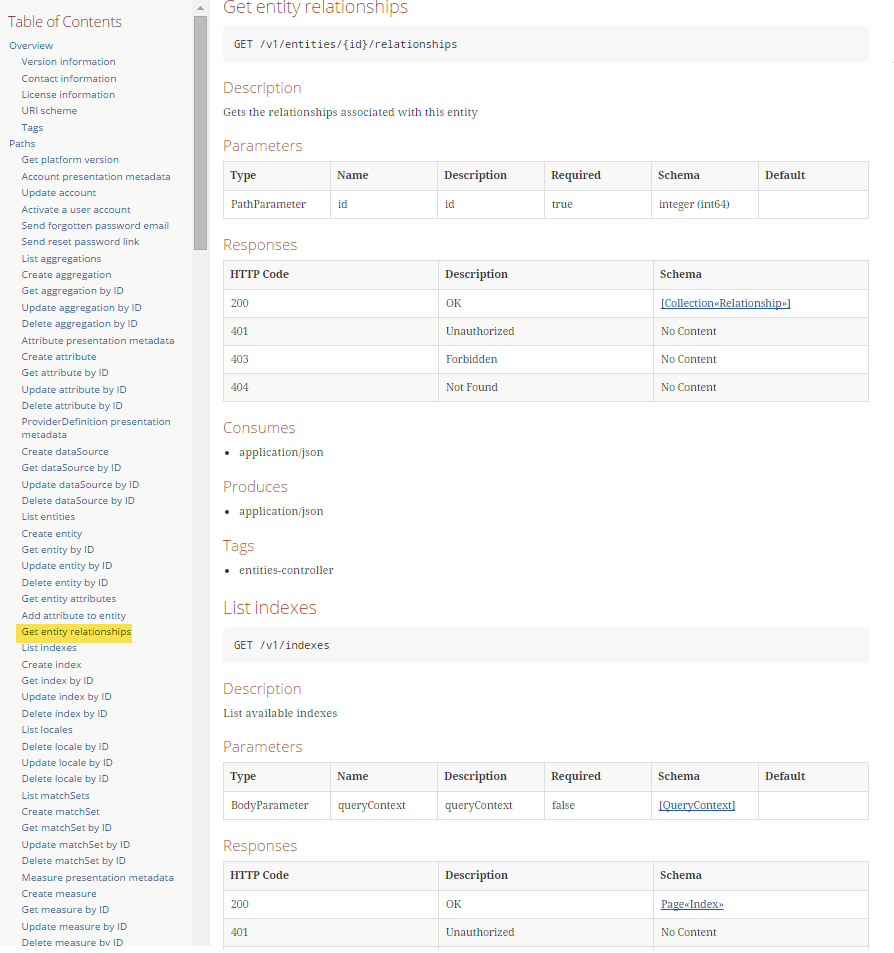 Table of Contents
Overview
Version information
Contact information
License information
URI scheme
Tags
Paths
Get platform version
Account presentation metadata
Update account
Activate a user account
Send forgotten password email
Send reset password link
List aggregations
Create aggregation
Get aggregation by ID
Update aggregation by ID
Delete aggregation by ID
Attribute presentation metadata
Create attribute
Get attribute by ID
Update attribute by ID
Delete attribute by ID
ProviderDefinition presentation
metadata
Create dataSource
Get dataSource by ID
Update dataSource by ID
Delete dataSource by ID
List entities
Create entity
Get entity by ID
Update entity by ID
Delete entity by ID
Get entity attributes
Add attribute to entity
Get entity relationships
List indexes
Create index
Get index by ID
Update index by ID
Delete index by ID
List locales
Delete locale by ID
Update locale by ID
Delete locale by ID
List matchSets
Create matchSet
Get matchSet by ID
Update matchSet by ID
Delete matchSet by ID
Measure presentation metadata
Create measure
Get measure by ID
Update measure by ID
Delete measure by ID
Get entity relationships
GET /v1/entities/{id}/relationships
Description
Gets the relationships associated with this entity
Parameters
Type Name Description Required Schema Default
PathParameter id id true integer (int64)
Responses
HTTP Code Description Schema
200 OK [Collection«Relationship»]
401 Unauthorized No Content
403 Forbidden No Content
404 Not Found No Content
Consumes
• application/json
Produces
• application/json
Tags
• entities-controller
List indexes
GET /v1/indexes
Description
List available indexes
Parameters
Type Name Description Required Schema Default
BodyParameter queryContext queryContext false [QueryContext]
Responses
HTTP Code Description Schema
200 OK Page«Index»
401 Unauthorized No Content